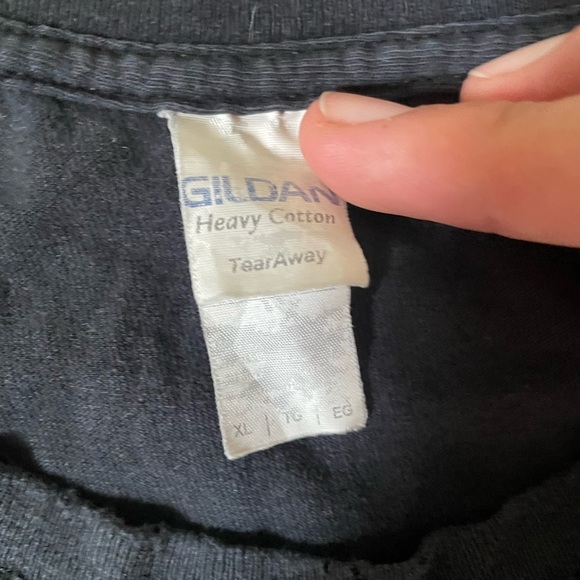 GILDAN
Heavy Cotton
TearAway
XL | TG | EG